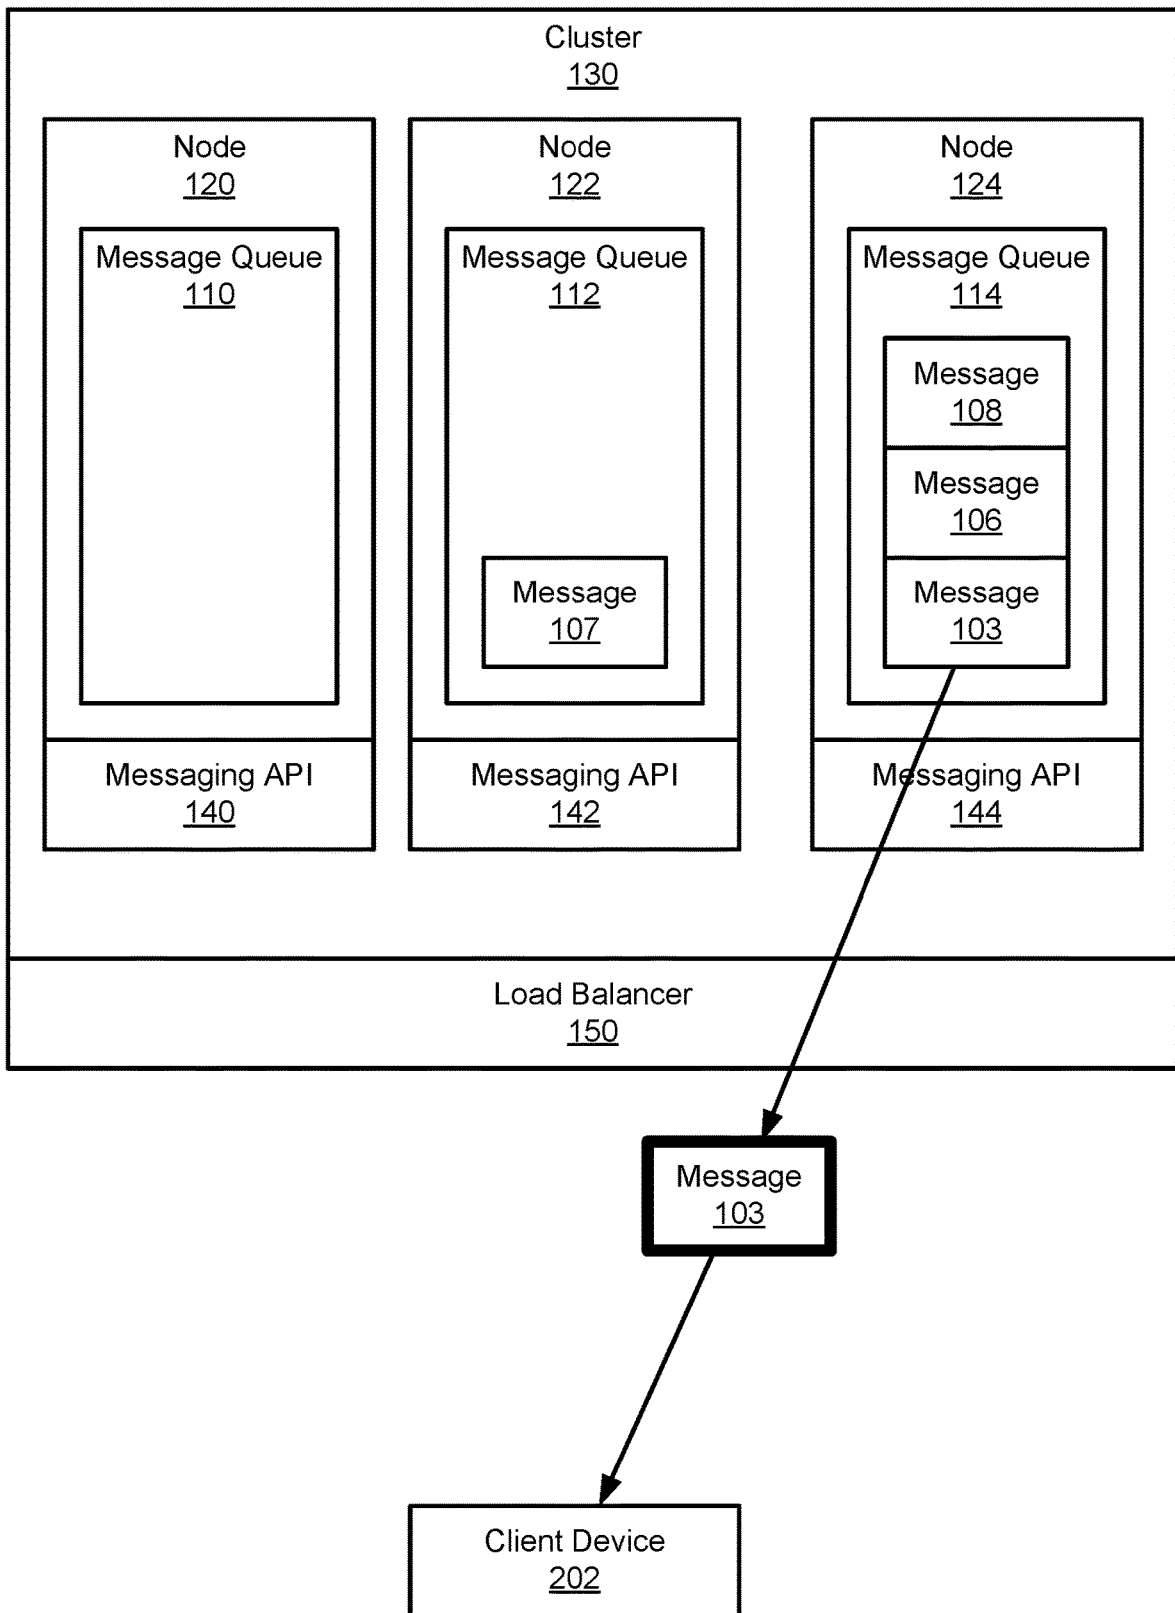 Cluster
130
Node
120
Message Queue
110
Messaging API
140
Node
122
Message Queue
112
Message
107
Messaging API
142
Node
124
Message Queue
114
Message
108
Message
106
Message
103
Messaging API
144
Load Balancer
150
Message
103
Client Device
202